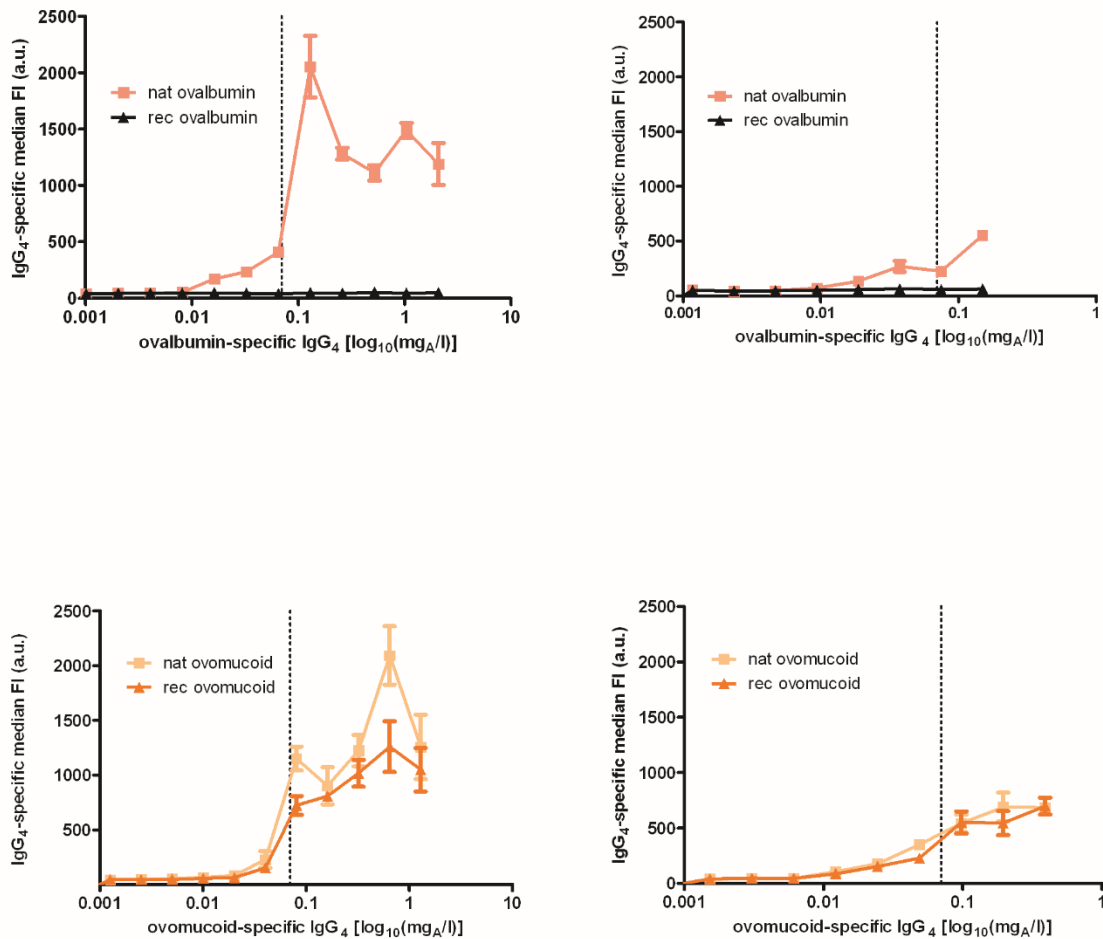 IgG4-specific median FI (a.u.)
2500
2000
1500
1000
500
0
nat ovalbumin
rec ovalbumin
0.001
0.01
0.1
1
10
ovalbumin-specific IgG4 [log10(mgA/l)]
IgG4-specific median FI (a.u.)
2500
2000
1500
1000
500
0
nat ovalbumin
rec ovalbumin
0.001
0.01
0.1
1
ovalbumin-specific IgG4 [log10(mgA/l)]
IgG4-specific median FI (a.u.)
2500
2000
1500
1000
500
nat ovomucoid
rec ovomucoid
0.001
0.01
0.1
1
10
ovomucoid-specific IgG4 [log10(mgA/l)]
IgG4-specific median FI (a.u.)
2500
2000
1500
1000
500
0
nat ovomucoid
rec ovomucoid
0.001
0.01
0.1
1
ovomucoid-specific IgG4 [log10(mgA/l)]